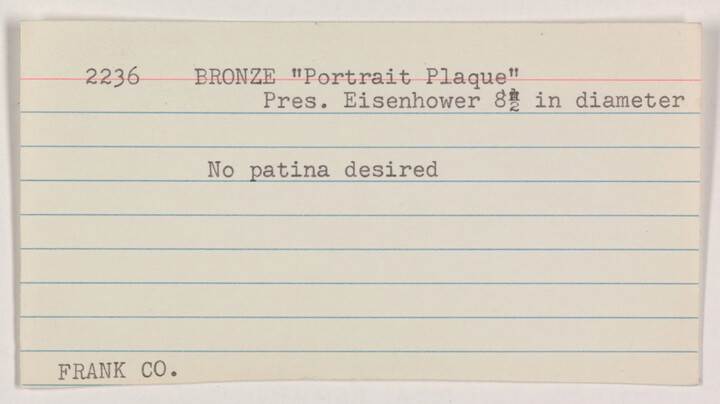 2236 BRONZE "Portrait Plaque"
Pres. Eisenhower 8½ in diameter
No patina desired
FRANK CO.